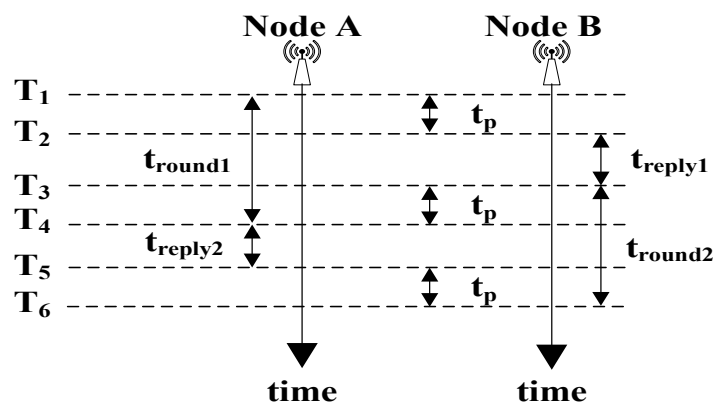 Node A
Node B
T1
tp
T2
tround1
treply1
T3
tp
T4
treply2
tround2
T5
tp
T6
time
time